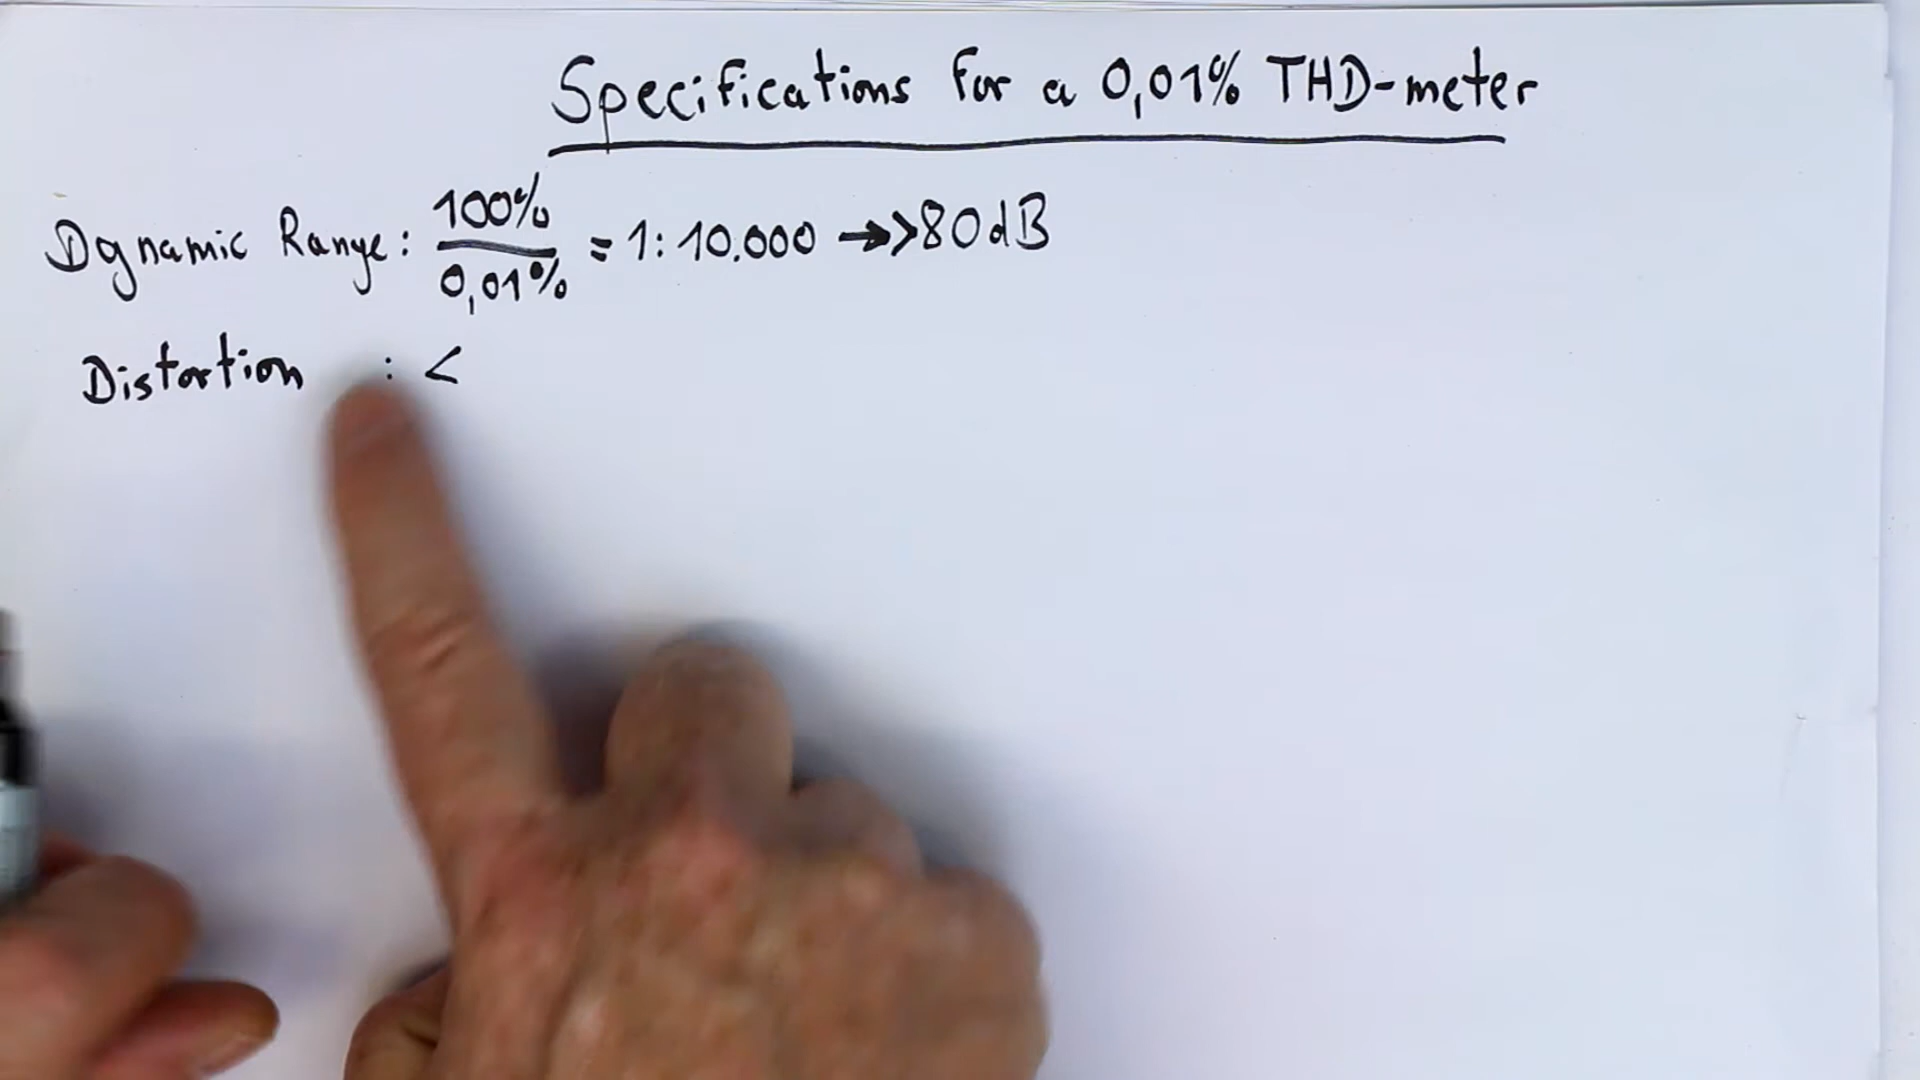 Specifications for a 0,01% THD-meter
Dynamic Range: 100% / 0,01% = 1:10.000 →>80dB
Distortion : <